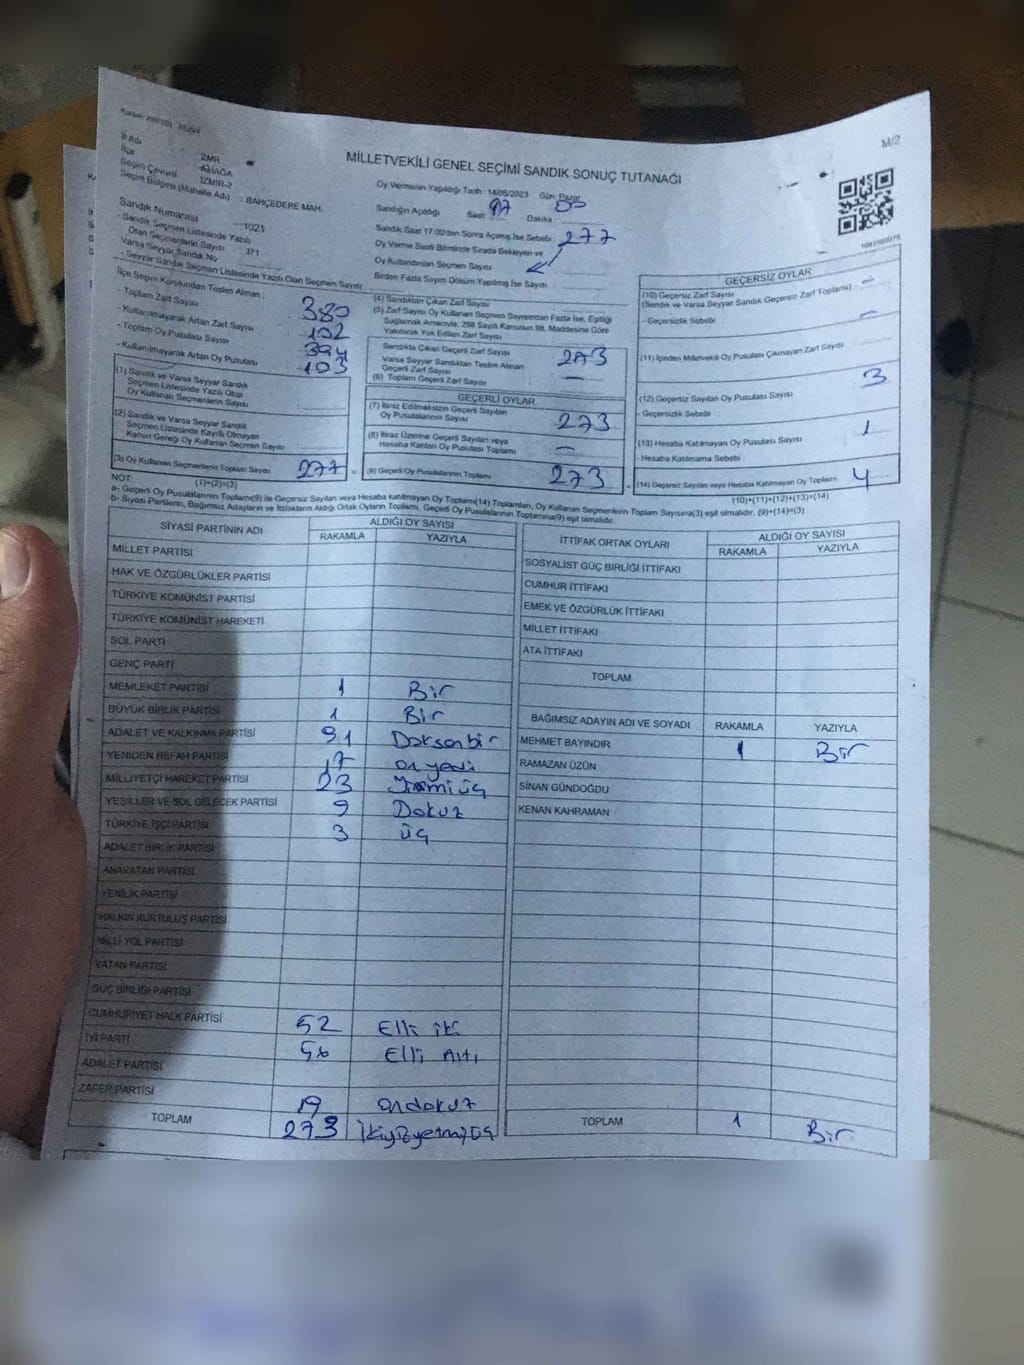 M/2
MİLLETVEKİLİ GENEL SEÇİMİ SANDIK SONUÇ TUTANAĞI
İl Adı
İlçe
Seçim Çevresi : İZMİR-2
Seçim Bölgesi (Mahalle Adı) : BAHÇEDERE MAH.
Sandık Numarası : 1021
- Sandık Seçmen Listesinde Yazılı
Olan Seçmenlerin Sayısı : 371
Varsa Seyyar Sandık No
- Seyyar Sandık Seçmen Listesinde Yazılı Olan Seçmen Sayısı
İlçe Seçim Kurulundan Teslim Alınan :
- Toplam Zarf Sayısı 380
- Kullanılmayarak Artan Zarf Sayısı 102
- Toplam Oy Pusulası Sayısı
- Kullanılmayarak Artan Oy Pusulası 103
(1) Sandık ve Varsa Seyyar Sandık
Seçmen Listesinde Yazılı Olup
Oy Kullanan Seçmenlerin Sayısı
(2) Sandık ve Varsa Seyyar Sandık
Seçmen Listesinde Kayıtlı Olmayan
Kanun Gereği Oy Kullanan Seçmen Sayısı
(3) Oy Kullanan Seçmenlerin Toplam Sayısı 277
(1)+(2)=(3)
Oy Vermenin Yapıldığı Tarih : 14/05/2023 Gün: Pazar
Sandığın Açıldığı Saat: 17 Dakika : 00
Sandık Saat 17.00'den Sonra Açılmış İse Sebebi 277
Oy Verme Saati Bitiminde Sırada Bekleyen ve
Oy Kullandırılan Seçmen Sayısı
Birden Fazla Sayım Döküm Yapılmış İse Sayısı
(4) Sandıktan Çıkan Zarf Sayısı
(5) Zarf Sayısı Oy Kullanan Seçmen Sayısından Fazla İse, Eşitliği
Sağlamak Amacıyla, 298 Sayılı Kanunun 98. Maddesine Göre
Yakılarak Yok Edilen Zarf Sayısı
Sandıkta Çıkan Geçerli Zarf Sayısı 273
Varsa Seyyar Sandıktan Teslim Alınan
Geçerli Zarf Sayısı
(6) Toplam Geçerli Zarf Sayısı —
GEÇERLİ OYLAR
(7) İtiraz Edilmeksizin Geçerli Sayılan
Oy Pusulalarının Sayısı 273
(8) İtiraz Üzerine Geçerli Sayılan veya
Hesaba Katılan Oy Pusulası Toplamı —
(9) Geçerli Oy Pusulalarının Toplamı 273
GEÇERSİZ OYLAR
(10) Geçersiz Zarf Sayısı
(Sandık ve Varsa Seyyar Sandık Geçersiz Zarf Toplamı) : —
- Geçersizlik Sebebi : —
(11) İçinden Milletvekili Oy Pusulası Çıkmayan Zarf Sayısı
3
(12) Geçersiz Sayılan Oy Pusulası Sayısı
- Geçersizlik Sebebi :
(13) Hesaba Katılmayan Oy Pusulası Sayısı 1
- Hesaba Katılmama Sebebi :
(14) Geçersiz Sayılan veya Hesaba Katılmayan Oy Toplamı 4
(10)+(11)+(12)+(13)=(14)
NOT:
a- Geçerli Oy Pusulalarının Toplamı(9) ile Geçersiz Sayılan veya Hesaba katılmayan Oy Toplamı(14) Toplamları, Oy Kullanan Seçmenlerin Toplam Sayısına(3) eşit olmalıdır. (9)+(14)=(3)
b- Siyasi Partilerin, Bağımsız Adayların ve İttifakların Aldığı Ortak Oyların Toplamı, Geçerli Oy Pusulalarının Toplamına(9) eşit olmalıdır.
SİYASİ PARTİNİN ADI ALDIĞI OY SAYISI
RAKAMLA YAZIYLA
MİLLET PARTİSİ
HAK VE ÖZGÜRLÜKLER PARTİSİ
TÜRKİYE KOMÜNİST PARTİSİ
TÜRKİYE KOMÜNİST HAREKETİ
SOL PARTİ
GENÇ PARTİ
MEMLEKET PARTİSİ 1 Bir
BÜYÜK BİRLİK PARTİSİ 1 Bir
ADALET VE KALKINMA PARTİSİ 91 Doksan bir
YENİDEN REFAH PARTİSİ 17 on yedi
MİLLİYETÇİ HAREKET PARTİSİ 23 Yirmi üç
YEŞİLLER VE SOL GELECEK PARTİSİ 9 Dokuz
TÜRKİYE İŞÇİ PARTİSİ 3 üç
ADALET BİRLİK PARTİSİ
ANAVATAN PARTİSİ
YENİLİK PARTİSİ
HALKIN KURTULUŞ PARTİSİ
MİLLİ YOL PARTİSİ
VATAN PARTİSİ
GÜÇ BİRLİĞİ PARTİSİ
CUMHURİYET HALK PARTİSİ 52 Elli iki
İYİ PARTİ 56 Elli Altı
ADALET PARTİSİ
ZAFER PARTİSİ 19 ondokuz
TOPLAM 273
İTTİFAK ORTAK OYLARI ALDIĞI OY SAYISI
RAKAMLA YAZIYLA
SOSYALİST GÜÇ BİRLİĞİ İTTİFAKI
CUMHUR İTTİFAKI
EMEK VE ÖZGÜRLÜK İTTİFAKI
MİLLET İTTİFAKI
ATA İTTİFAKI
TOPLAM
BAĞIMSIZ ADAYIN ADI VE SOYADI RAKAMLA YAZIYLA
MEHMET BAYINDIR 1 Bir
RAMAZAN ÜZÜN
SİNAN GÜNDOĞDU
KENAN KAHRAMAN
TOPLAM 1 Bir